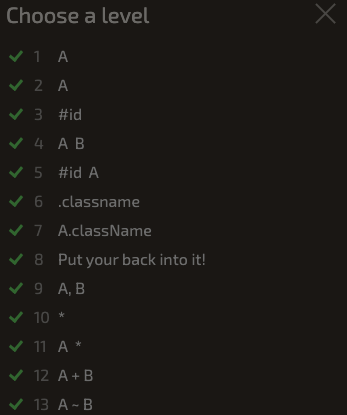 Choose a level
1 A
2 A
3 #id
4 A B
5 #id A
6 .classname
7 A.className
8 Put your back into it!
9 A, B
10 *
11 A *
12 A + B
13 A ~ B